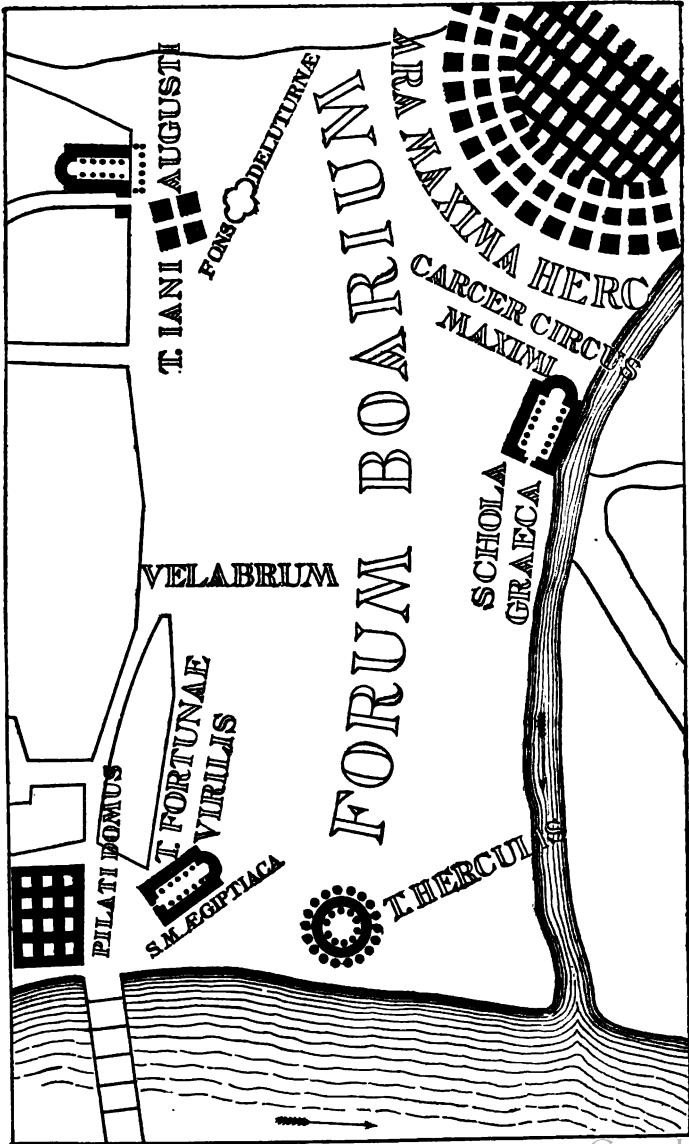 T. IANI AUGUSTI
FONS DELUTURNÆ
FORUM BOARIUM
ARA MAXIMA HERC
CARCER CIRCUS
MAXIMI
SCHOLA
GRAECA
VELABRUM
T. FORTUNAE
VIRILIS
PILATI DOMUS
S.M. ÆGIPTIACA
T. HERCULIS